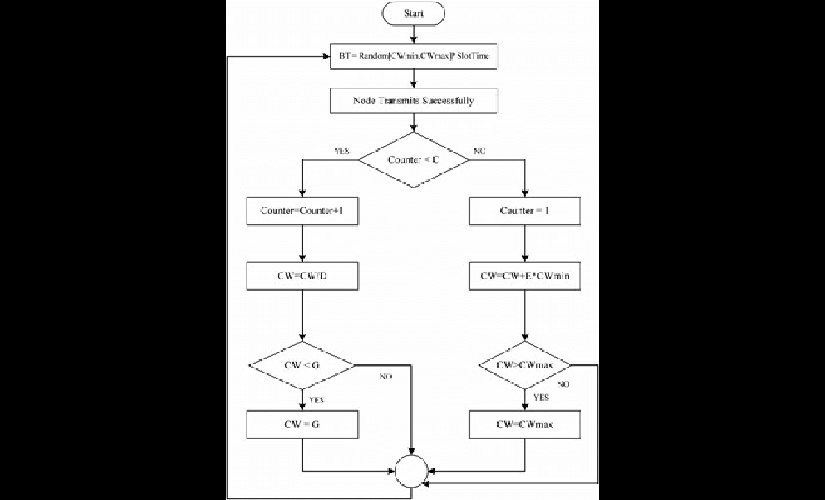 Start
BT = Random[CWmin,CWmax]* SlotTime
Node Transmits Successfully
Counter < C
YES
NO
Counter=Counter+1
Counter = 1
CW=CW/D
CW=CW+E*CWmin
CW < G
CW>CWmax
NO
NO
YES
YES
CW = G
CW=CWmax